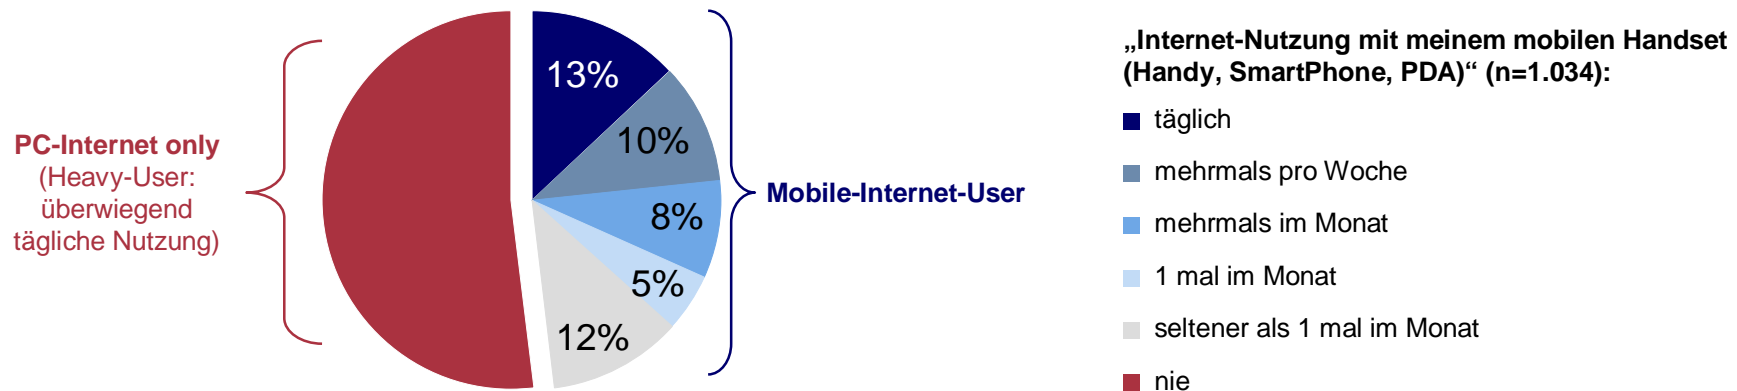 PC-Internet only
(Heavy-User:
überwiegend
tägliche Nutzung)
13%
10%
8%
5%
12%
Mobile-Internet-User
„Internet-Nutzung mit meinem mobilen Handset
(Handy, SmartPhone, PDA)“ (n=1.034):
täglich
mehrmals pro Woche
mehrmals im Monat
1 mal im Monat
seltener als 1 mal im Monat
nie